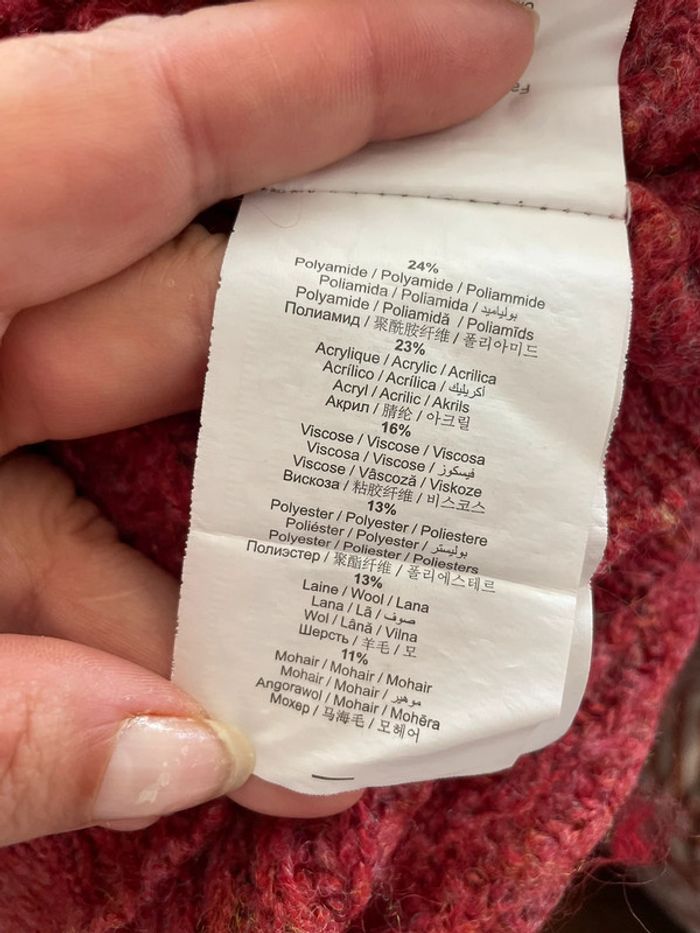 24%
Polyamide / Polyamide / Poliammide
Poliamida / Poliamida / بوليأميد
Polyamide / Poliamidă / Poliamīds
Полиамид / 聚酰胺纤维 / 폴리아미드
23%
Acrylique / Acrylic / Acrilica
Acrílico / Acrílica / أكريليك
Acryl / Acrilic / Akrils
Акрил / 腈纶 / 아크릴
16%
Viscose / Viscose / Viscosa
Viscosa / Viscose / فيسكوز
Viscose / Vâscoză / Viskoze
Вискоза / 粘胶纤维 / 비스코스
13%
Polyester / Polyester / Poliestere
Poliéster / Polyester / بوليستر
Polyester / Poliester / Poliesters
Полиэстер / 聚酯纤维 / 폴리에스테르
13%
Laine / Wool / Lana
Lana / Lã / صوف
Wol / Lână / Vilna
Шерсть / 羊毛 / 모
11%
Mohair / Mohair / Mohair
Mohair / Mohair / موهير
Angorawol / Mohair / Mohēra
Мохер / 马海毛 / 모헤어